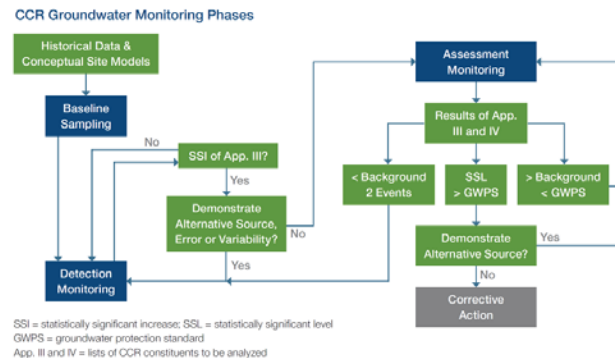 CCR Groundwater Monitoring Phases
Historical Data &
Conceptual Site Models
Baseline
Sampling
No
SSI of App. III?
Yes
Demonstrate
Alternative Source,
Error or Variability?
No
Yes
Detection
Monitoring
Assessment
Monitoring
Results of App.
III and IV
< Background
2 Events
SSL
> GWPS
> Background
< GWPS
Demonstrate
Alternative Source?
Yes
No
Corrective
Action
SSI = statistically significant increase; SSL = statistically significant level
GWPS = groundwater protection standard
App. III and IV = lists of CCR constituents to be analyzed